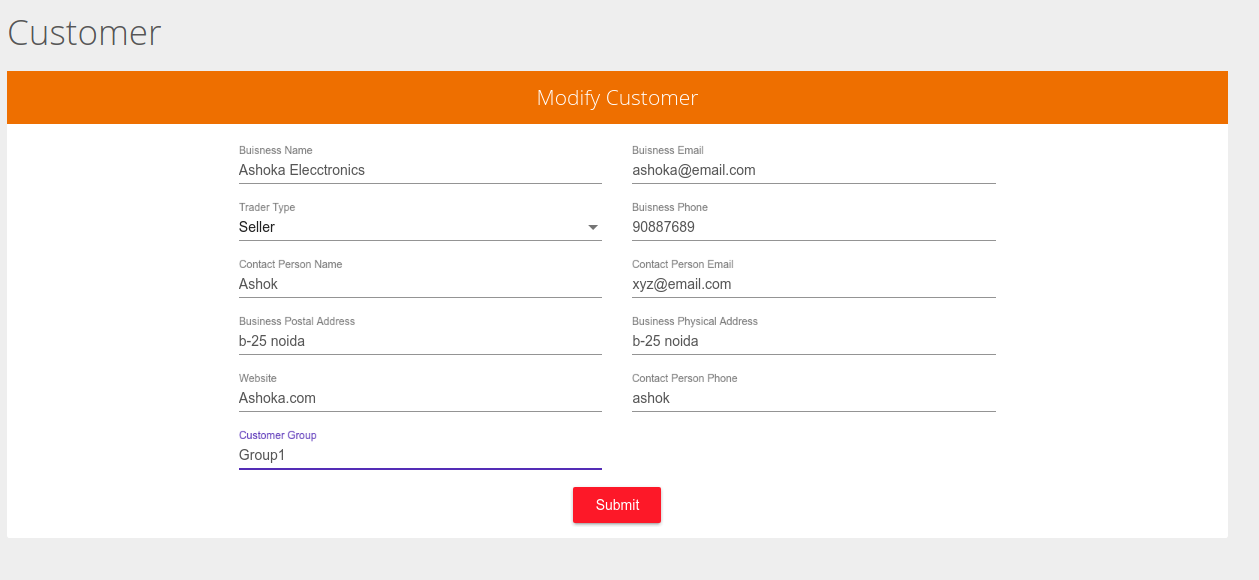 Customer
Modify Customer
Buisness Name
Ashoka Elecctronics
Buisness Email
ashoka@email.com
Trader Type
Seller
Buisness Phone
90887689
Contact Person Name
Ashok
Contact Person Email
xyz@email.com
Business Postal Address
b-25 noida
Business Physical Address
b-25 noida
Website
Ashoka.com
Contact Person Phone
ashok
Customer Group
Group1
Submit